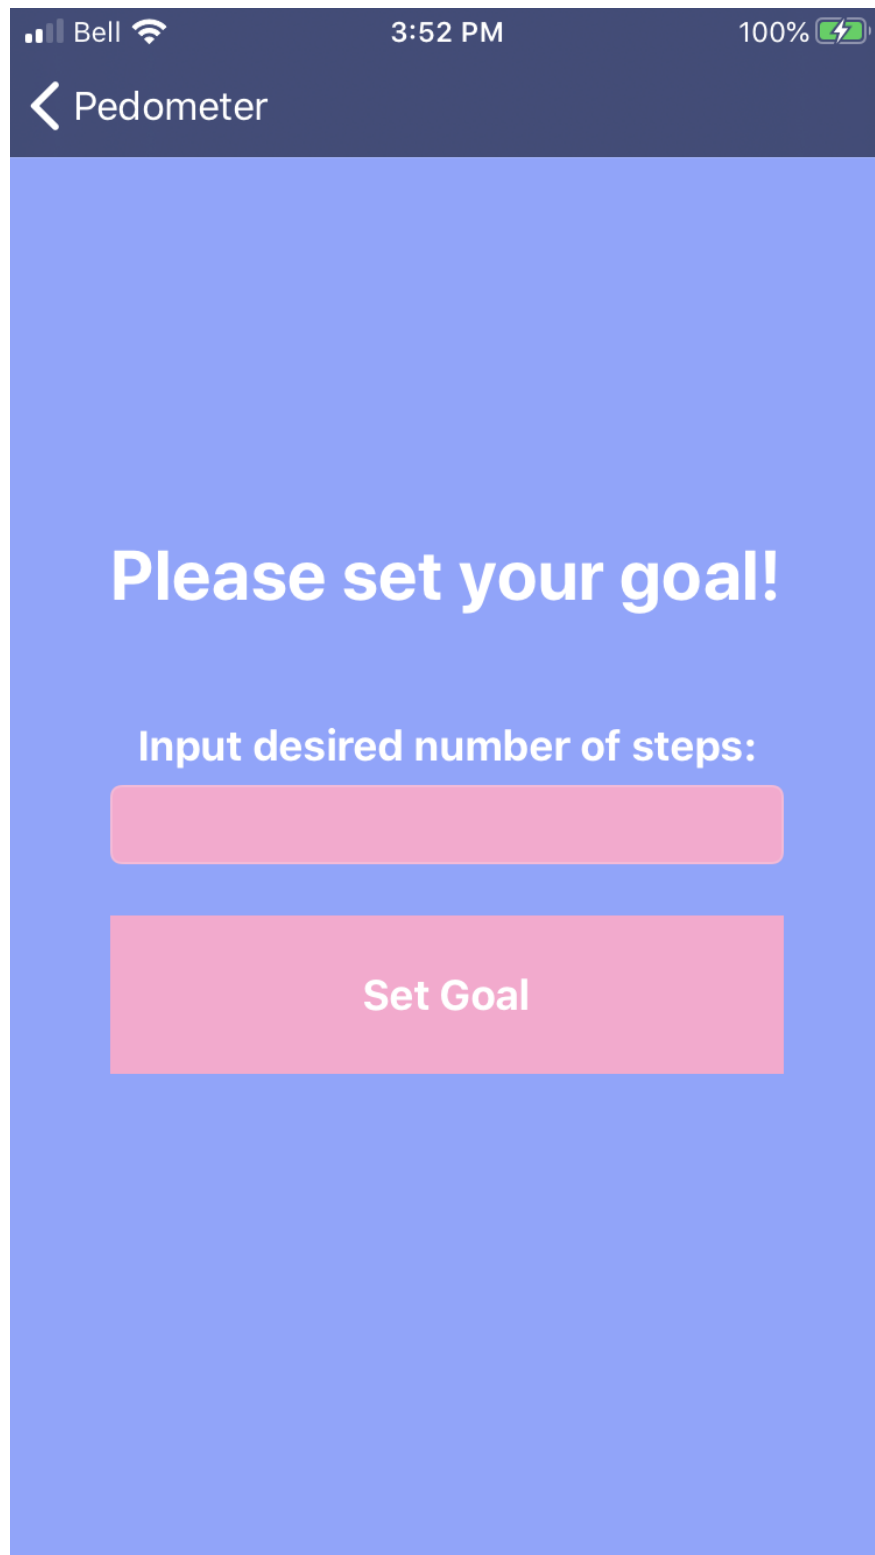 Bell 3:52 PM 100%
Pedometer
Please set your goal!
Input desired number of steps:
Set Goal